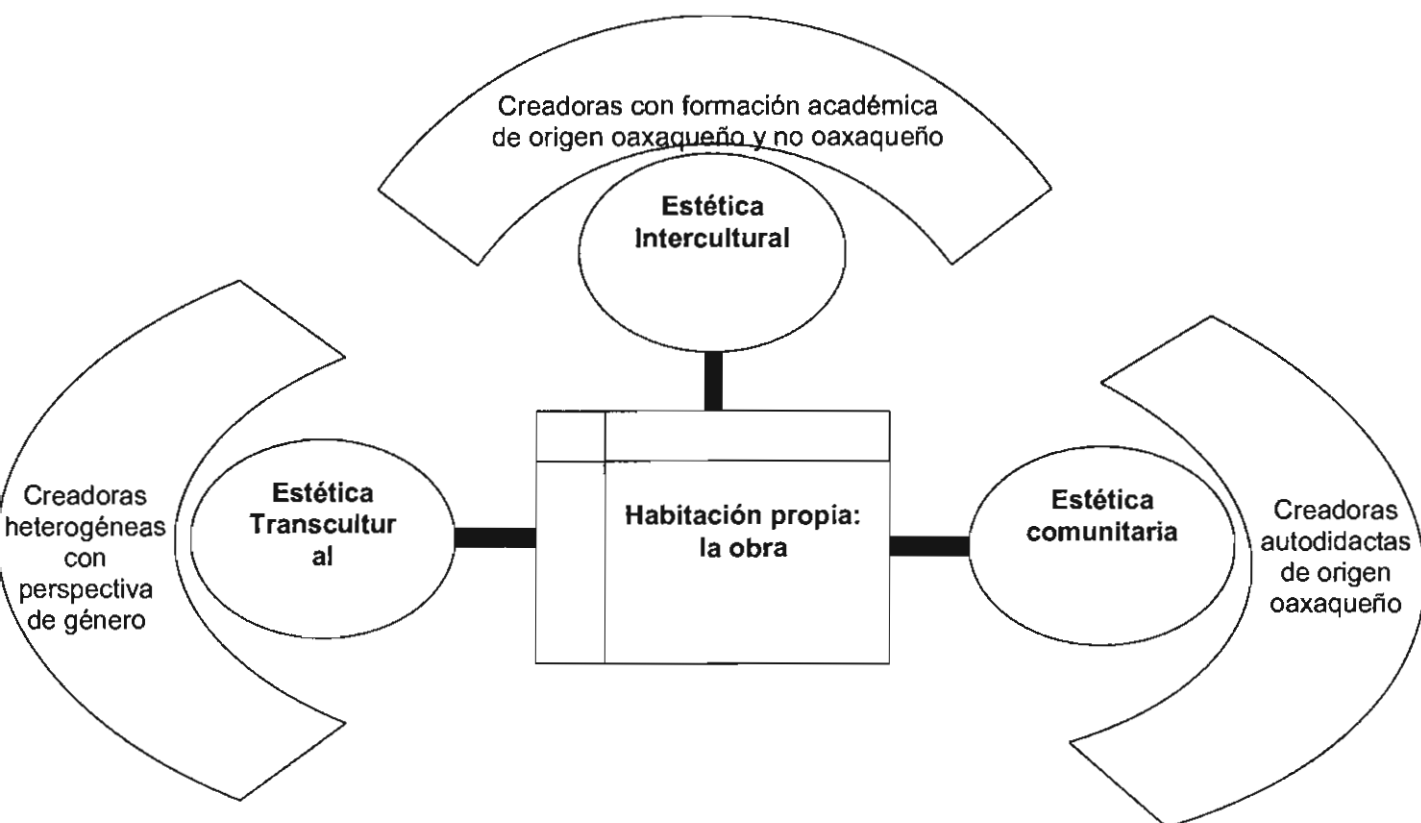 Creadoras con formación académica
de origen oaxaqueño y no oaxaqueño
Estética
Intercultural
Creadoras
heterogéneas
con
perspectiva
de género
Estética
Transcultur
al
Habitación propia:
la obra
Estética
comunitaria
Creadoras
autodidactas
de origen
oaxaqueño